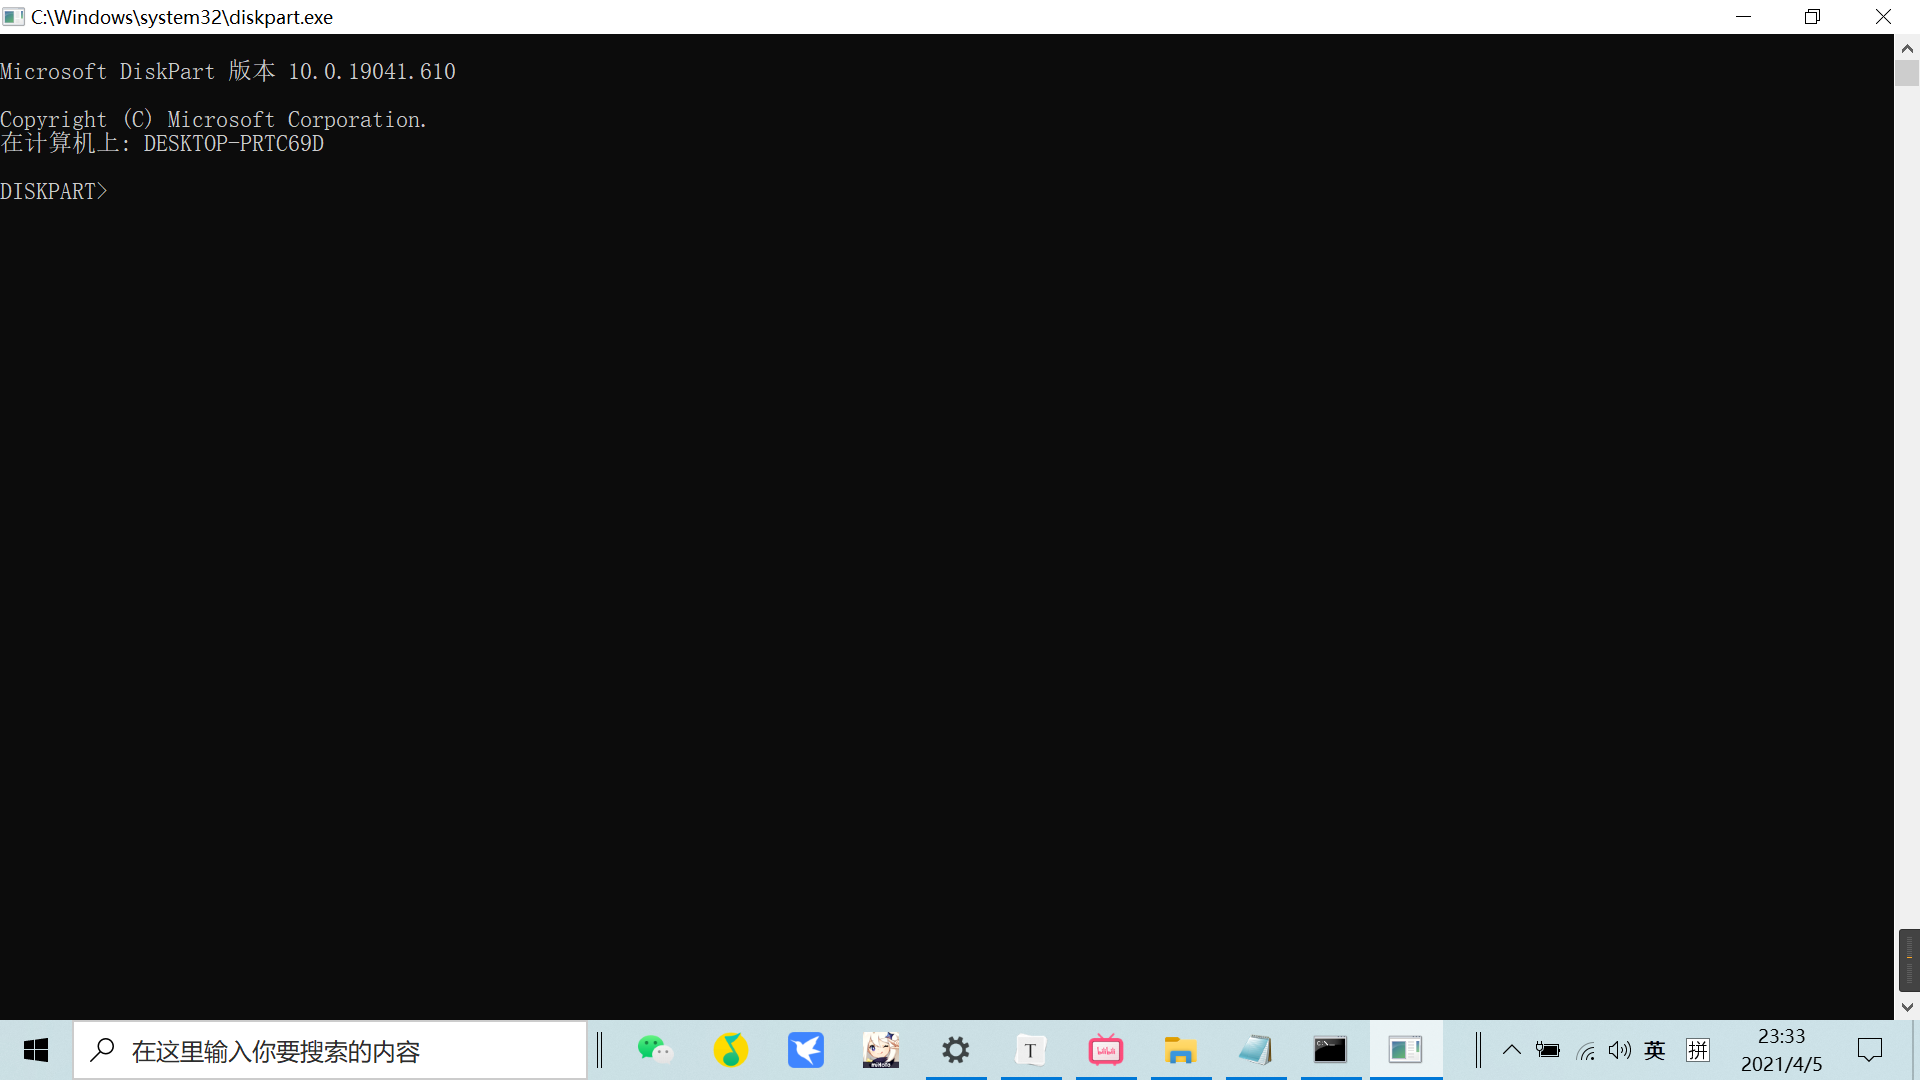 C:\Windows\system32\diskpart.exe
Microsoft DiskPart 版本 10.0.19041.610
Copyright (C) Microsoft Corporation.
在计算机上: DESKTOP-PRTC69D
DISKPART>
在这里输入你要搜索的内容
miHoYo
T
C:\
英
拼
23:33
2021/4/5